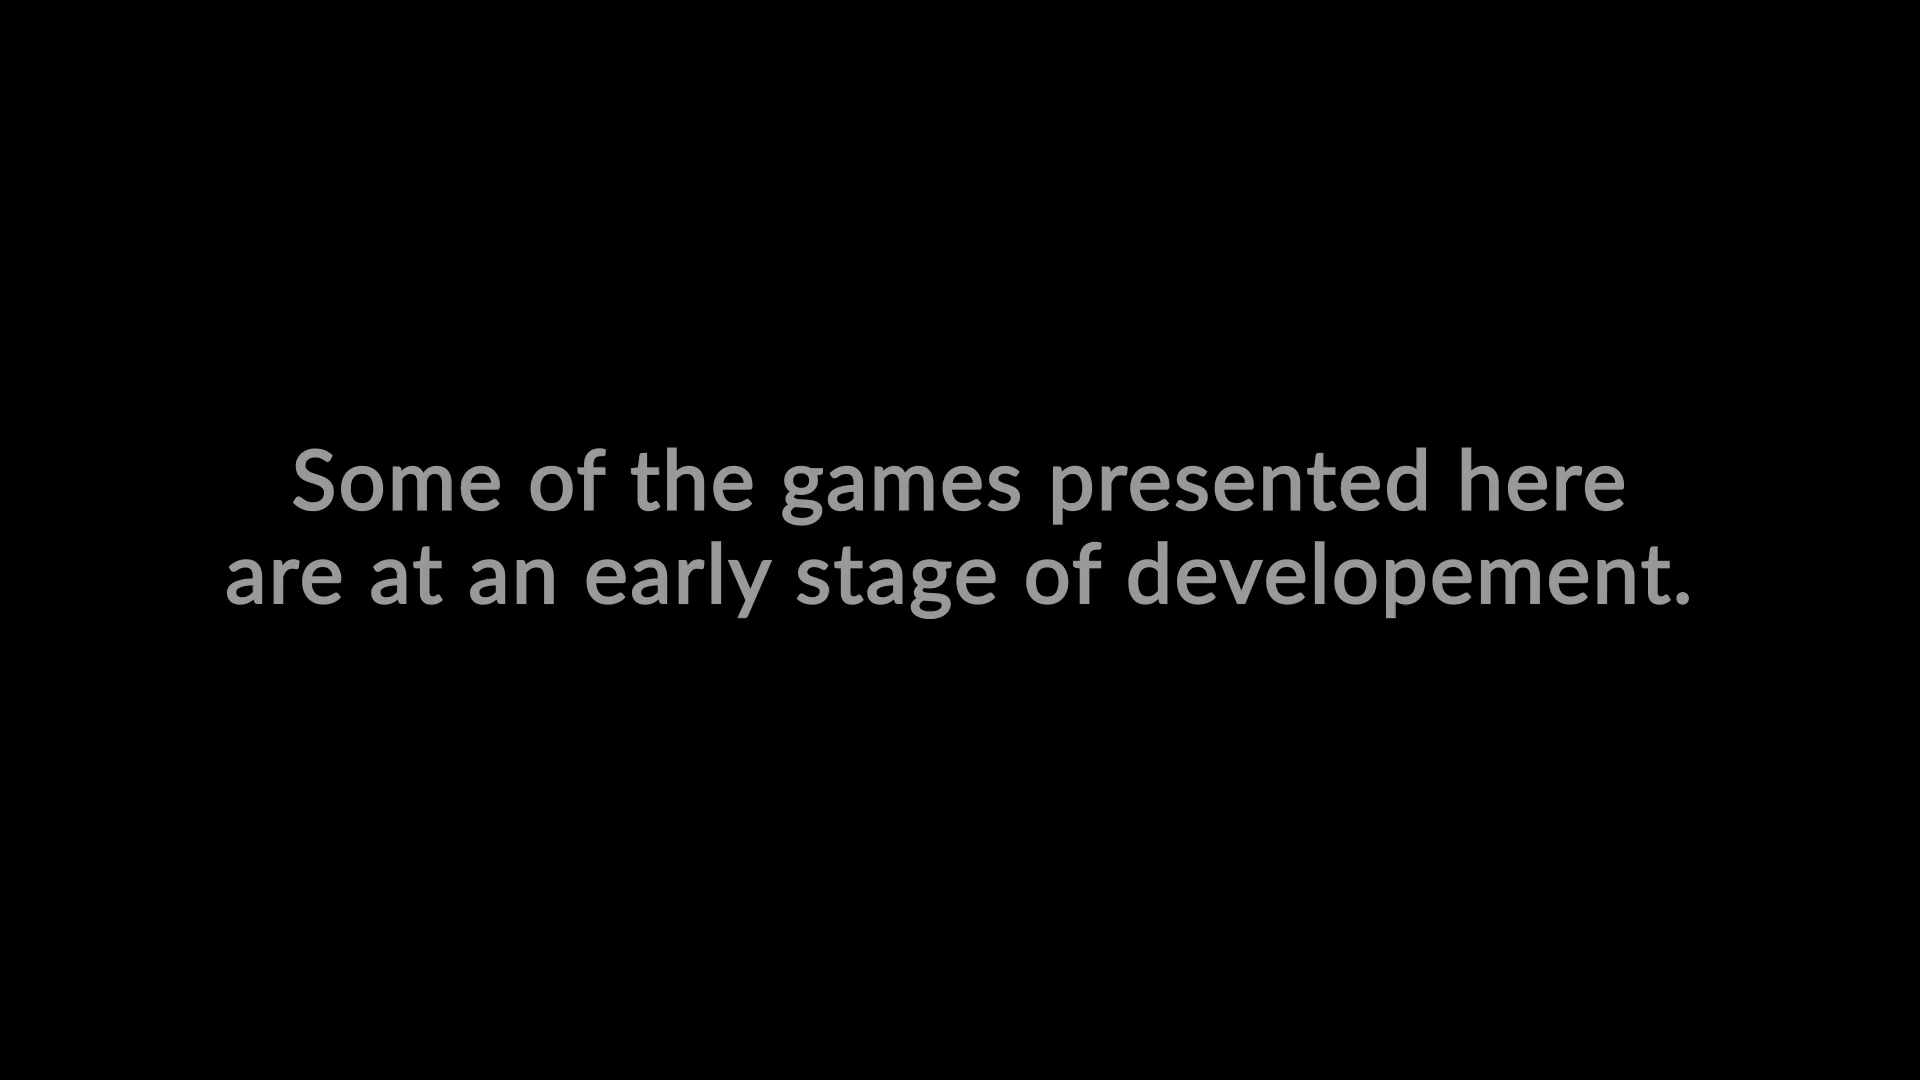 Some of the games presented here
are at an early stage of developement.